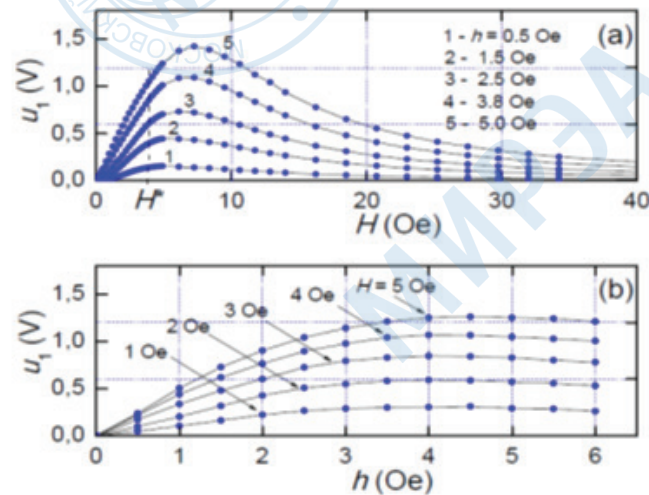 МОСКОВСКИЙ
МИРЭА
(a)
u₁ (V)
1.5
1.0
0.5
0.0
5
4
3
2
1
1 - h = 0.5 Oe
2 - 1.5 Oe
3 - 2.5 Oe
4 - 3.8 Oe
5 - 5.0 Oe
0 H* 10 20 30 40
H (Oe)
(b)
u₁ (V)
1.5
1.0
0.5
0.0
H = 5 Oe
4 Oe
3 Oe
2 Oe
1 Oe
0 1 2 3 4 5 6
h (Oe)